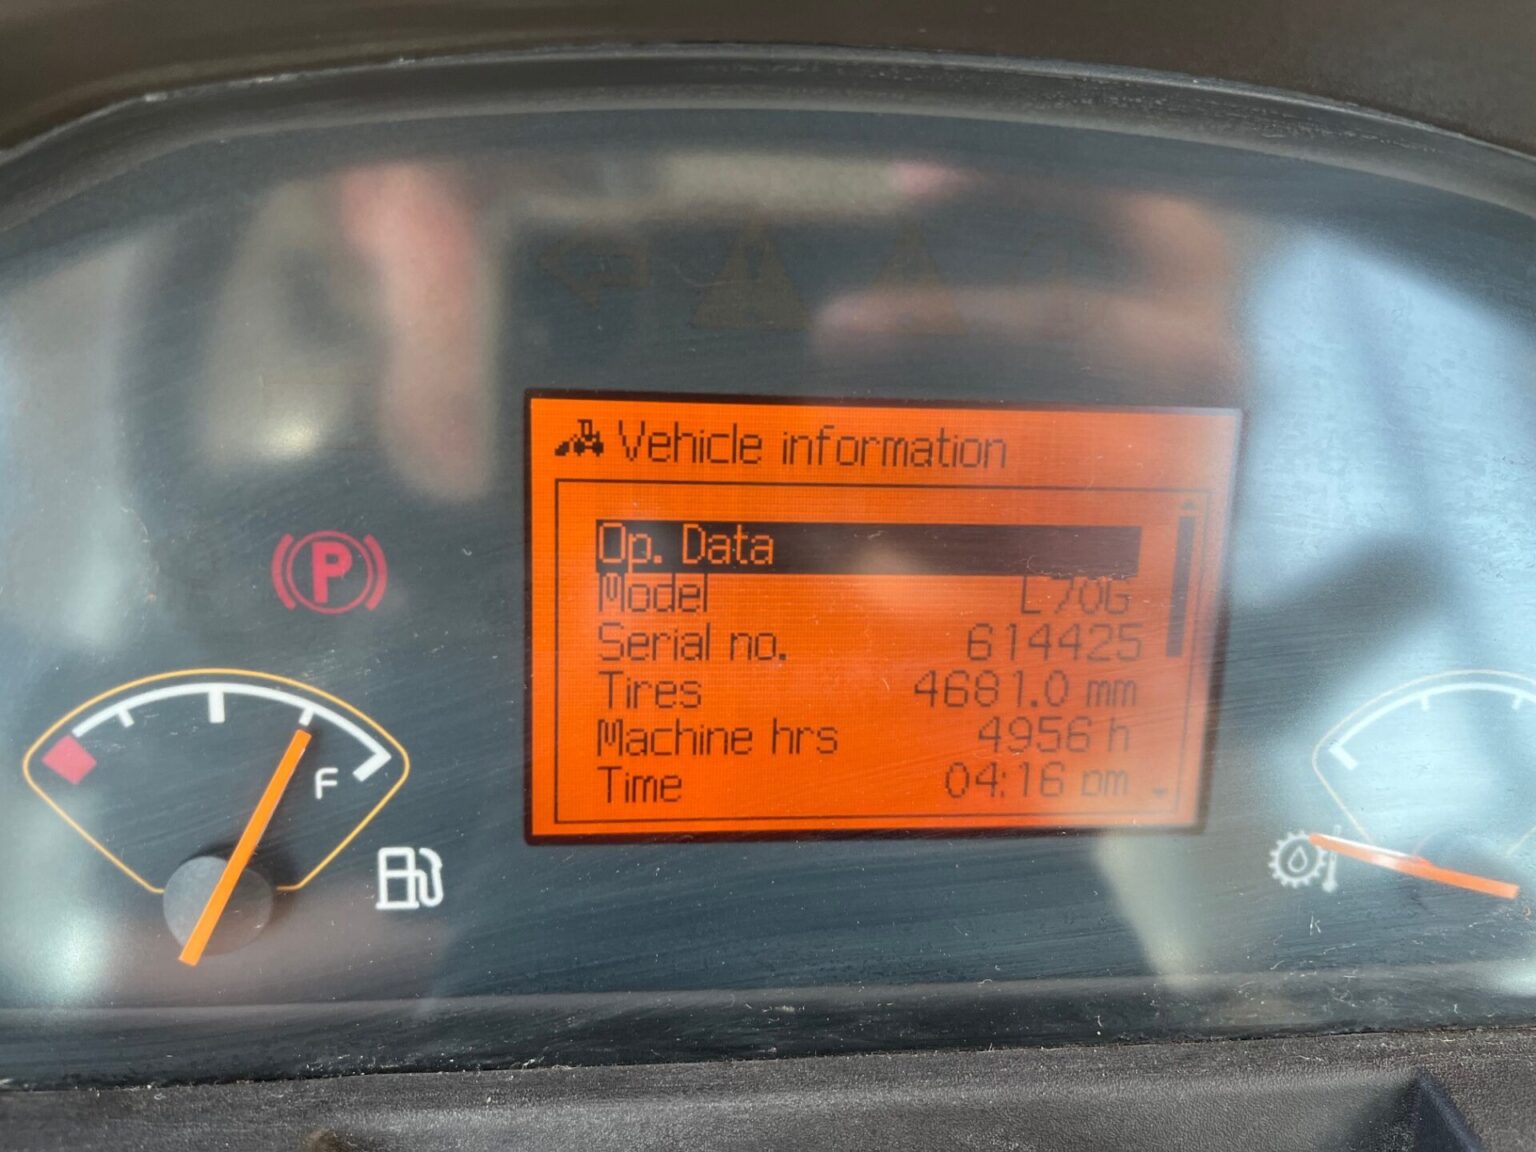 Vehicle information
Op. Data
Model L70G
Serial no. 614425
Tires 4681.0 mm
Machine hrs 4956 h
Time 04:16 pm
P
F